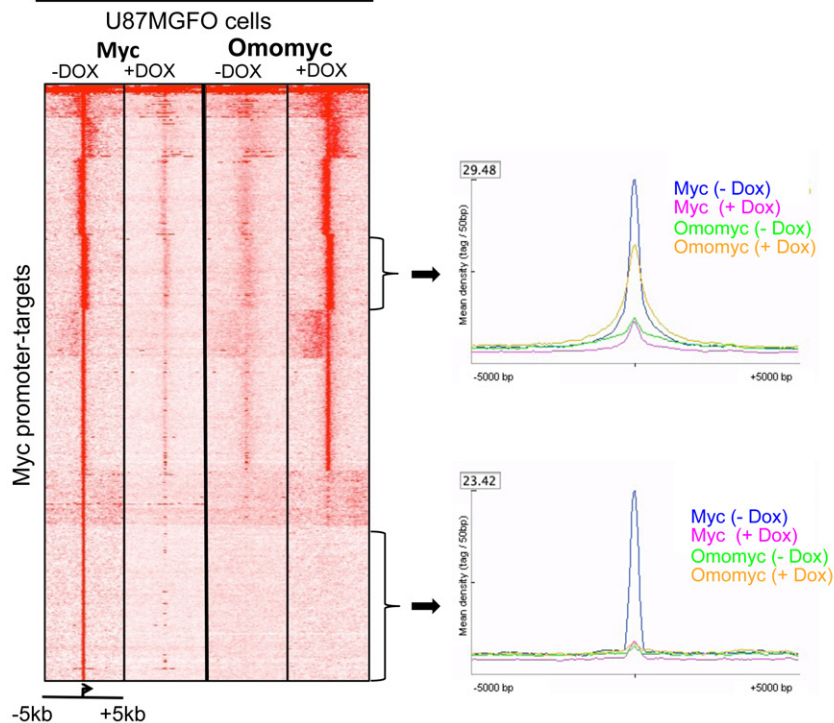 U87MGFO cells
Myc Omomyc
-DOX +DOX -DOX +DOX
Myc promoter-targets
-5kb +5kb
29.48
Mean density (tag / 50bp)
Myc (- Dox)
Myc (+ Dox)
Omomyc (- Dox)
Omomyc (+ Dox)
-5000 bp +5000 bp
23.42
Mean density (tag / 50bp)
Myc (- Dox)
Myc (+ Dox)
Omomyc (- Dox)
Omomyc (+ Dox)
-5000 bp +5000 bp